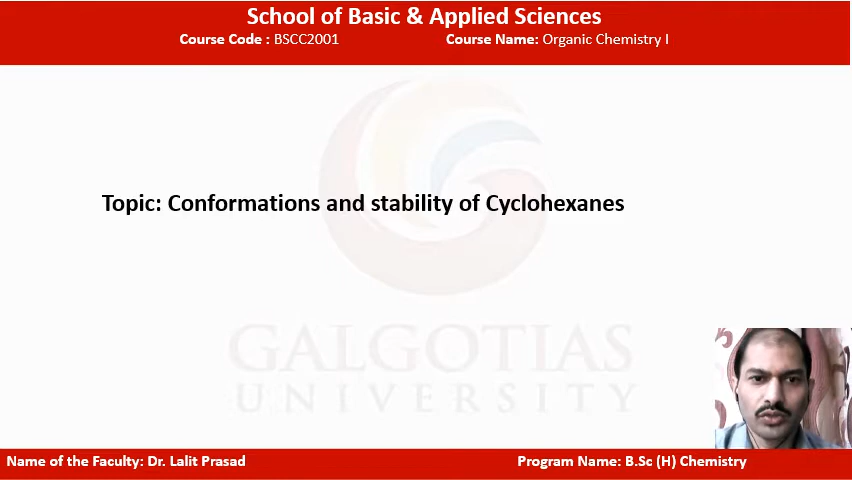 School of Basic & Applied Sciences
Course Code : BSCC2001 Course Name: Organic Chemistry I
Topic: Conformations and stability of Cyclohexanes
GALGOTIAS
UNIVERSITY
Name of the Faculty: Dr. Lalit Prasad Program Name: B.Sc (H) Chemistry